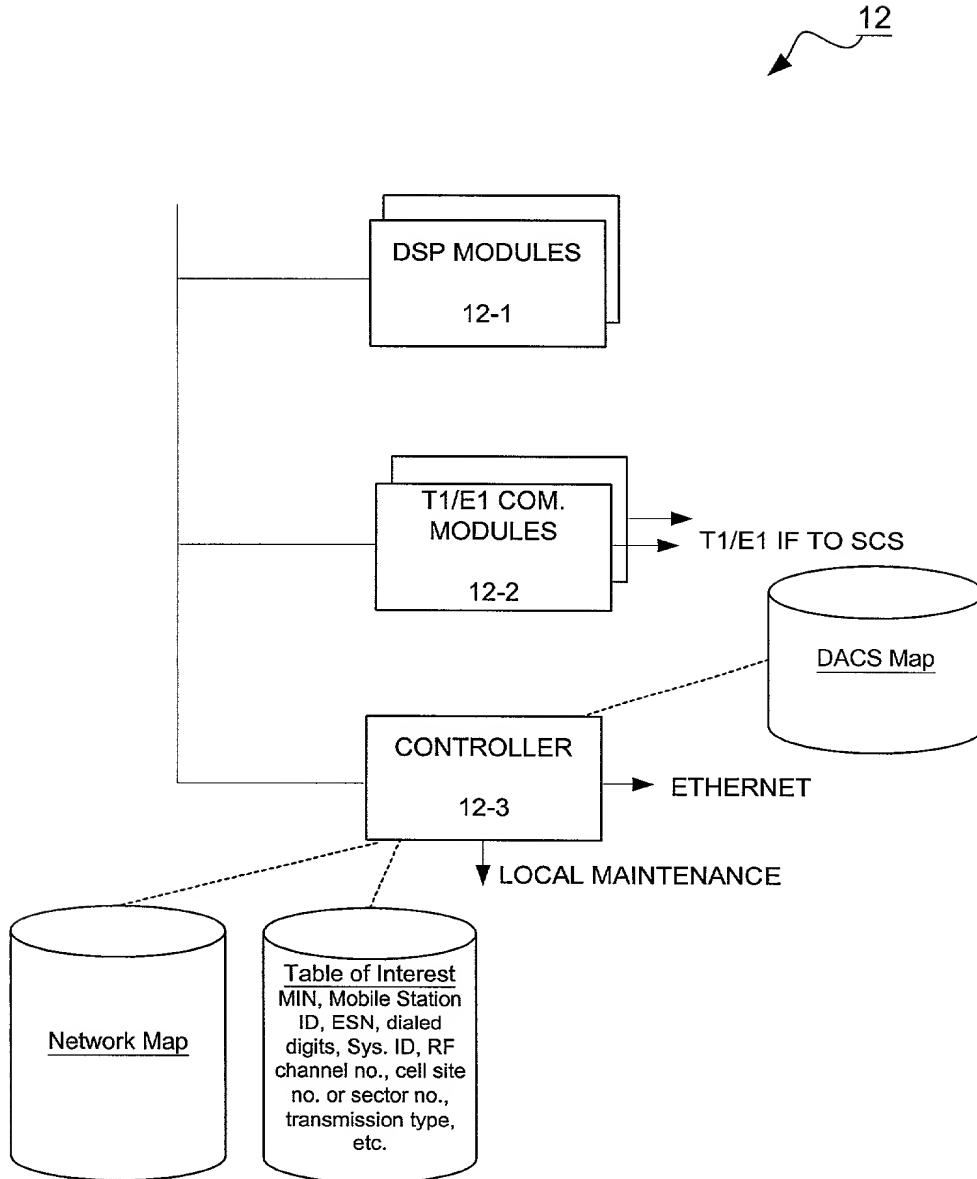 12
DSP MODULES
12-1
T1/E1 COM.
MODULES
12-2
T1/E1 IF TO SCS
DACS Map
CONTROLLER
12-3
ETHERNET
LOCAL MAINTENANCE
Network Map
Table of Interest
MIN, Mobile Station
ID, ESN, dialed
digits, Sys. ID, RF
channel no., cell site
no. or sector no.,
transmission type,
etc.